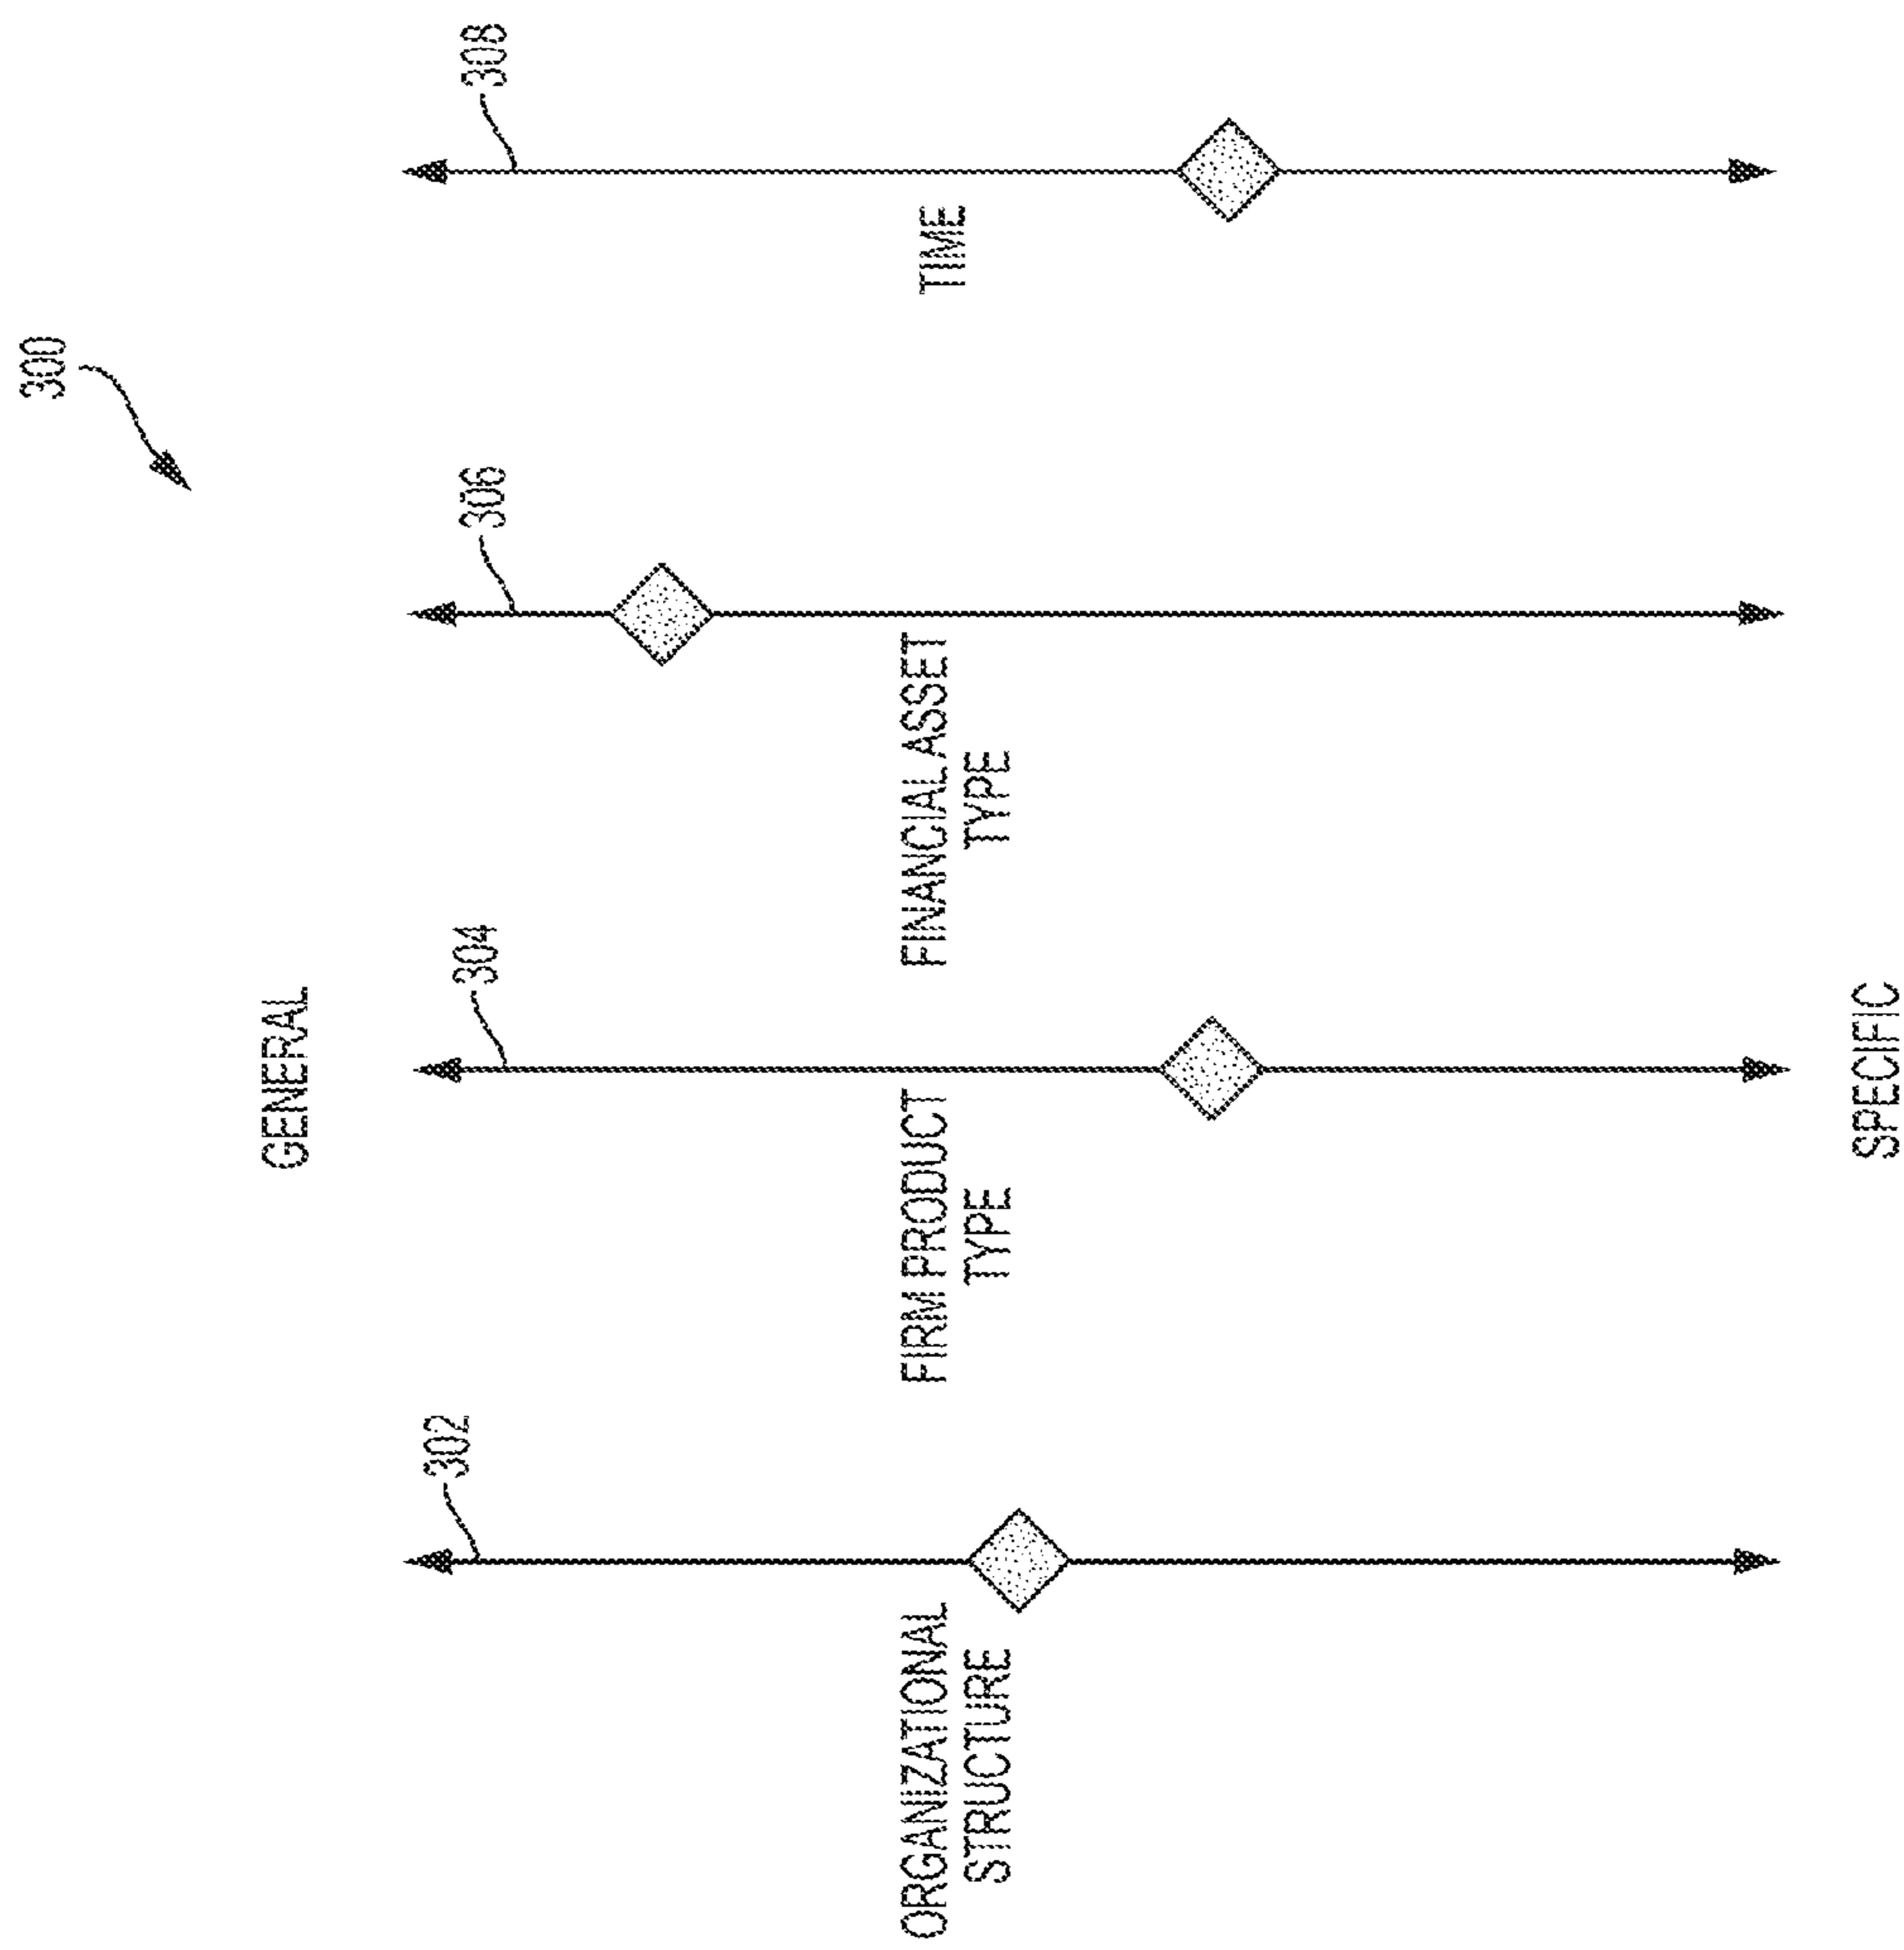 300
GENERAL
302
304
306
308
ORGANIZATIONAL
STRUCTURE
FIRM PRODUCT
TYPE
FINANCIAL ASSET
TYPE
TIME
SPECIFIC